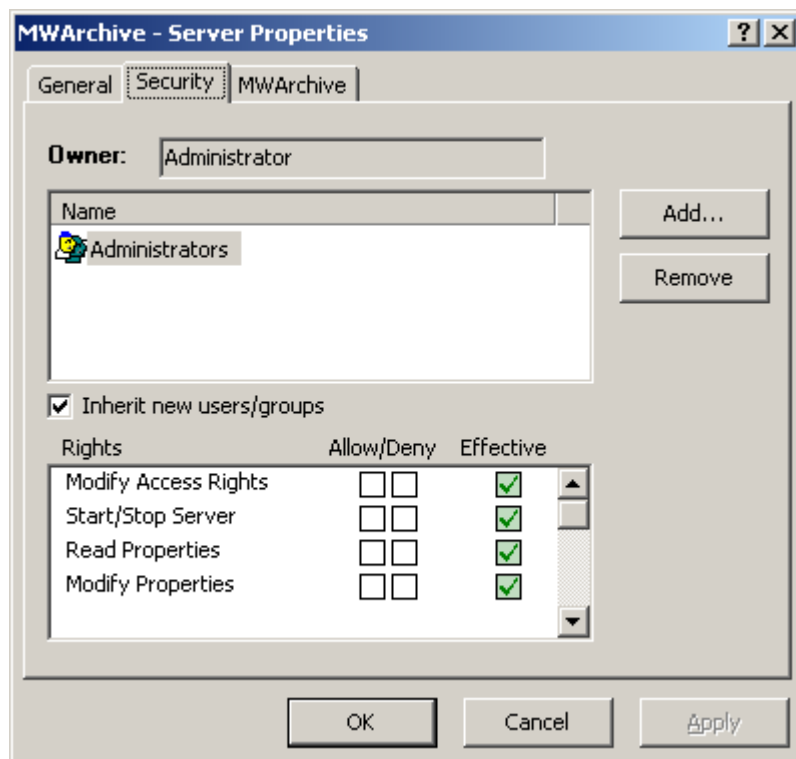 MWArchive - Server Properties
General Security MWArchive
Owner: Administrator
Name
Add...
Administrators
Remove
Inherit new users/groups
Rights Allow/Deny Effective
Modify Access Rights
Start/Stop Server
Read Properties
Modify Properties
OK Cancel Apply